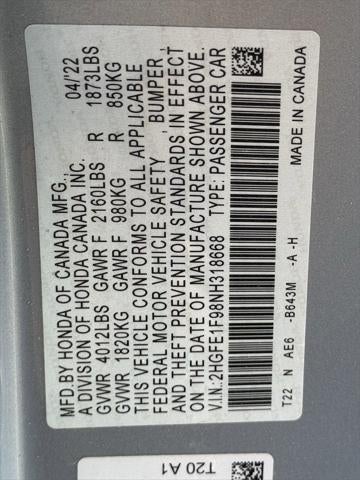 MFD.BY HONDA OF CANADA MFG., 04/'22
A DIVISION OF HONDA CANADA INC.
GVWR 4012LBS GAWR F 2160LBS R 1873LBS
GVWR 1820KG GAWR F 980KG R 850KG
THIS VEHICLE CONFORMS TO ALL APPLICABLE
FEDERAL MOTOR VEHICLE SAFETY , BUMPER ,
AND THEFT PREVENTION STANDARDS IN EFFECT
ON THE DATE OF MANUFACTURE SHOWN ABOVE.
V.I.N.: 2HGFE1F98NH318668 TYPE: PASSENGER CAR
T22 N AE6 -B643M -A -H MADE IN CANADA
T20 A1